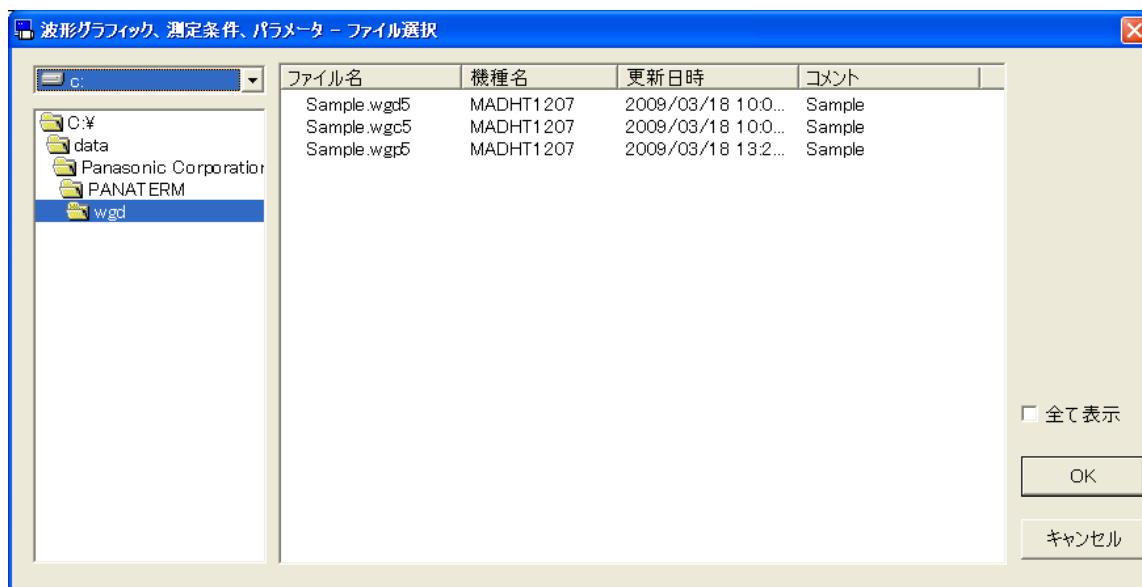 波形グラフィック、測定条件、パラメータ - ファイル選択
c:
C:¥
data
Panasonic Corporation
PANATERM
wgd
ファイル名 機種名 更新日時 コメント
Sample.wgd5 MADHT1207 2009/03/18 10:0... Sample
Sample.wgc5 MADHT1207 2009/03/18 10:0... Sample
Sample.wgp5 MADHT1207 2009/03/18 13:2... Sample
全て表示
OK
キャンセル